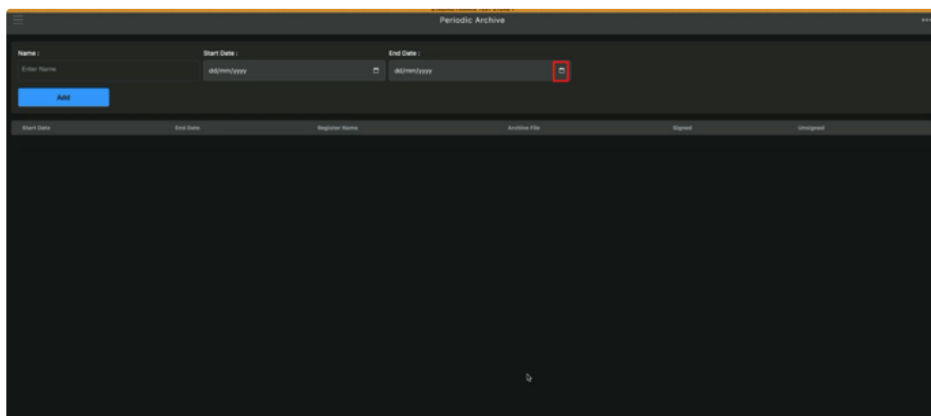 Periodic Archive
Name :
Start Date :
End Date :
Enter Name
dd/mm/yyyy
dd/mm/yyyy
Add
Start Date
End Date
Register Name
Archive File
Signed
Unsigned